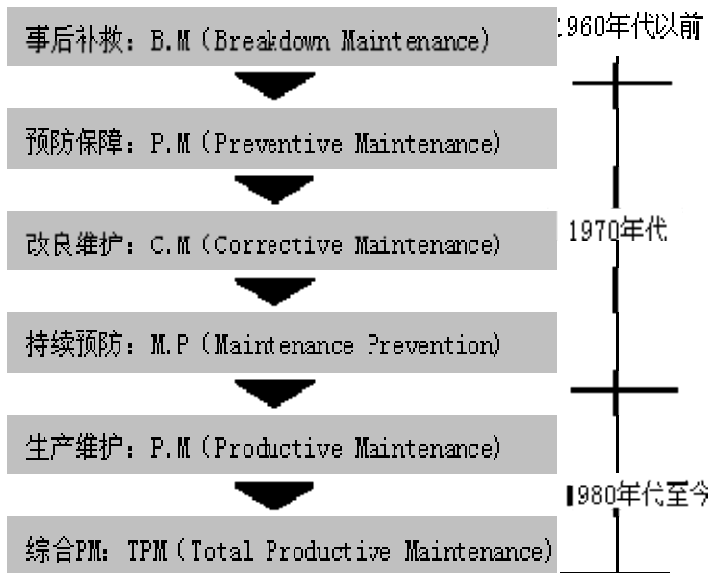 事后补救：B.M（Breakdown Maintenance）
1960年代以前
预防保障：P.M（Preventive Maintenance）
改良维护：C.M（Corrective Maintenance）
1970年代
持续预防：M.P（Maintenance Prevention）
生产维护：P.M（Productive Maintenance）
1980年代至今
综合PM：TPM（Total Productive Maintenance）